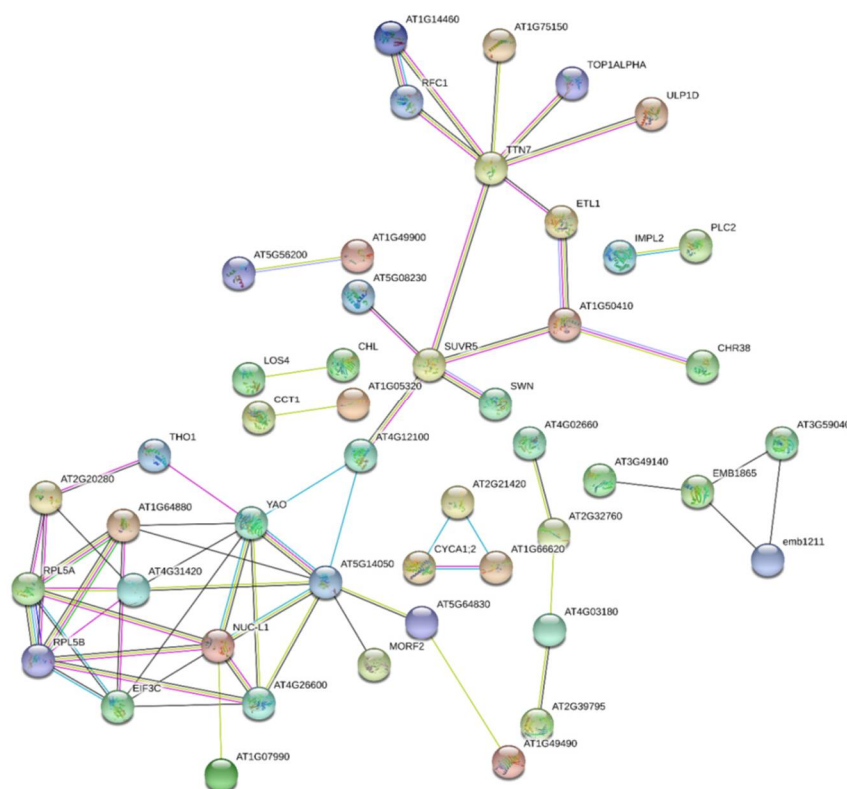 AT1G14460
AT1G75150
TOP1ALPHA
RFC1
ULP1D
TTN7
ETL1
AT1G49900
IMPL2
PLC2
AT5G56200
AT5G08230
AT1G50410
SUVR5
CHL
LOS4
CHR38
SWN
AT1G05320
CCT1
AT4G12100
AT4G02660
AT3G59040
THO1
AT3G49140
EMB1865
AT2G20280
AT1G64880
YAO
AT2G21420
AT2G32760
CYCA1;2
AT1G66620
emb1211
RPL5A
AT4G31420
AT5G14050
AT5G64830
AT4G03180
NUC-L1
RPL5B
MORF2
EIF3C
AT4G26600
AT2G39795
AT1G49490
AT1G07990